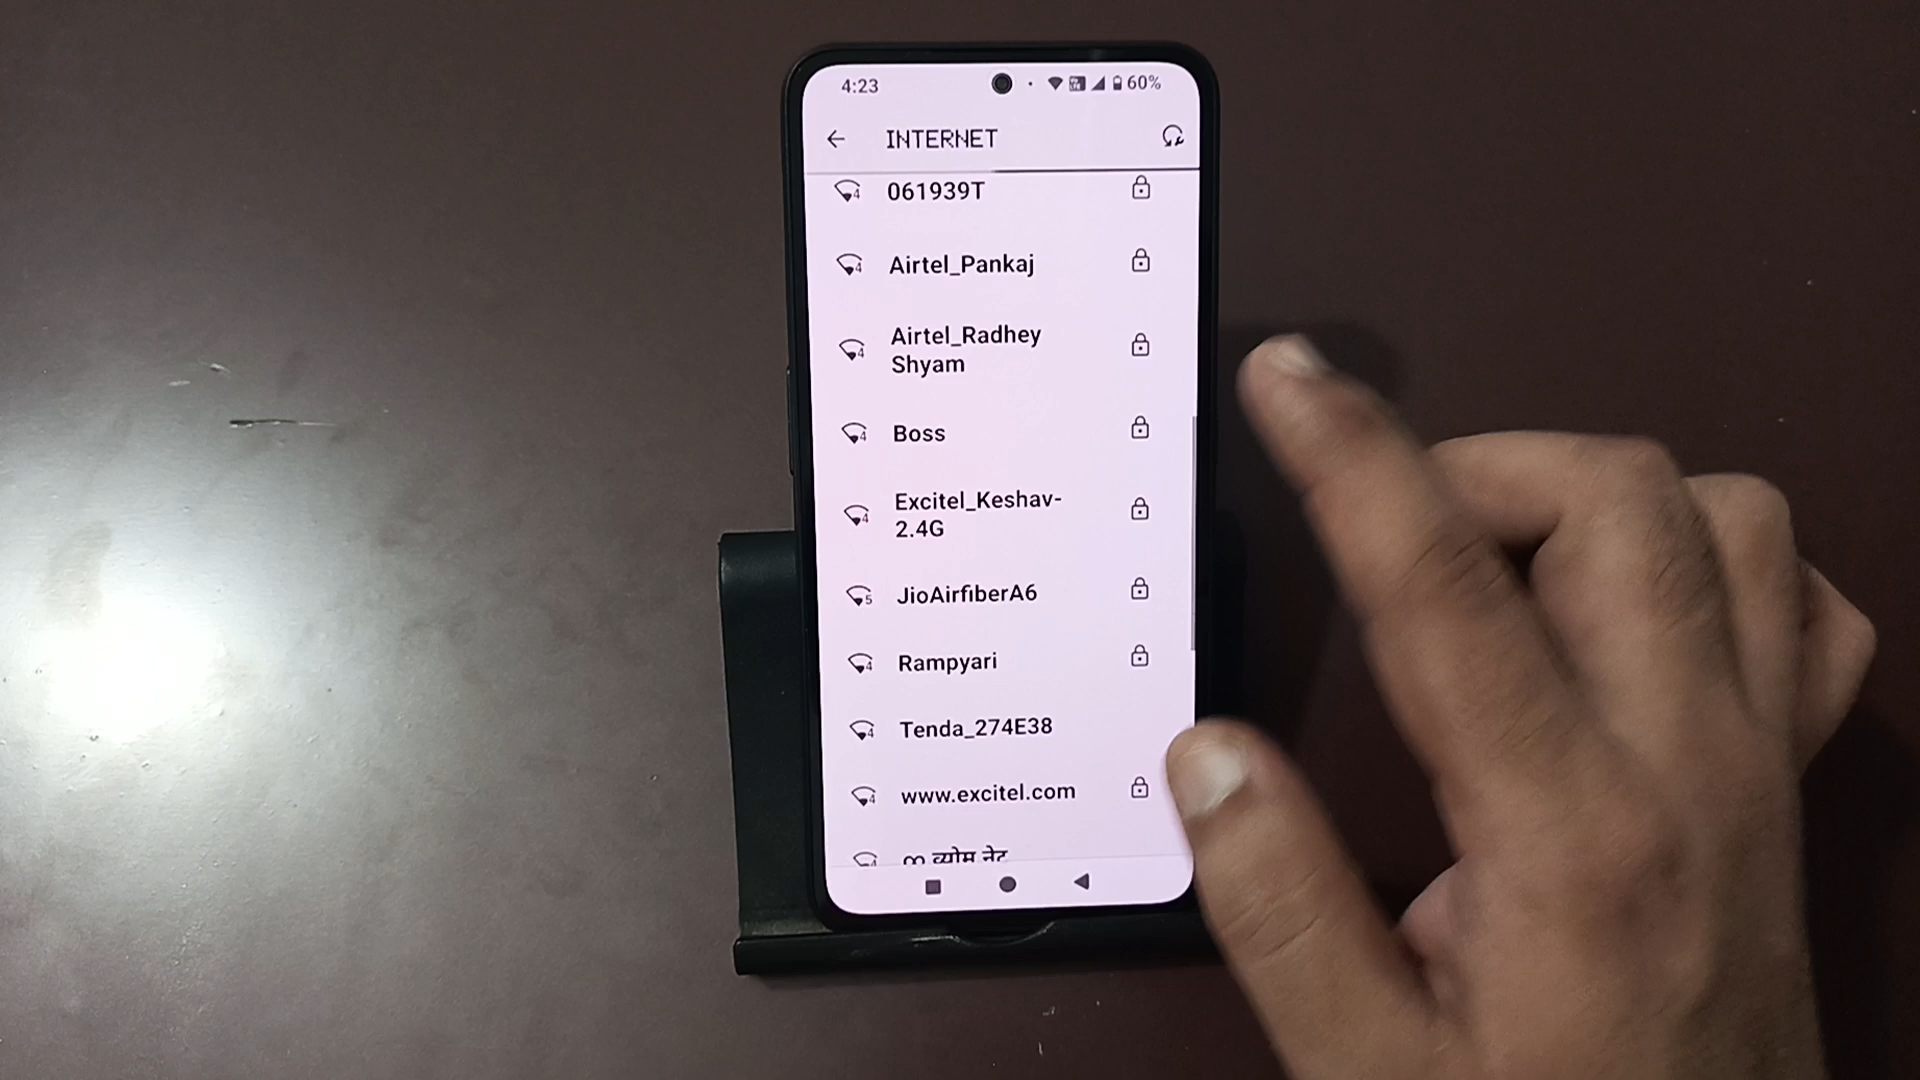 4:23
60%
INTERNET
061939T
Airtel_Pankaj
Airtel_Radhey
Shyam
Boss
Excitel_Keshav-
2.4G
JioAirfiberA6
Rampyari
Tenda_274E38
www.excitel.com
व्योम नेट